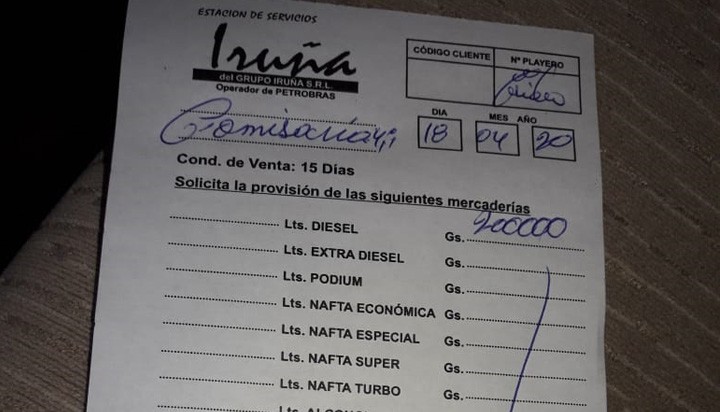 ESTACION DE SERVICIOS
Iruña
del GRUPO IRUÑA S.R.L.
Operador de PETROBRAS
CÓDIGO CLIENTE Nº PLAYERO
DIA MES AÑO
18 04 20
Comisaría
Cond. de Venta: 15 Días
Solicita la provisión de las siguientes mercaderías
Lts. DIESEL Gs. 200000
Lts. EXTRA DIESEL Gs.
Lts. PODIUM Gs.
Lts. NAFTA ECONÓMICA Gs.
Lts. NAFTA ESPECIAL Gs.
Lts. NAFTA SUPER Gs.
Lts. NAFTA TURBO Gs.